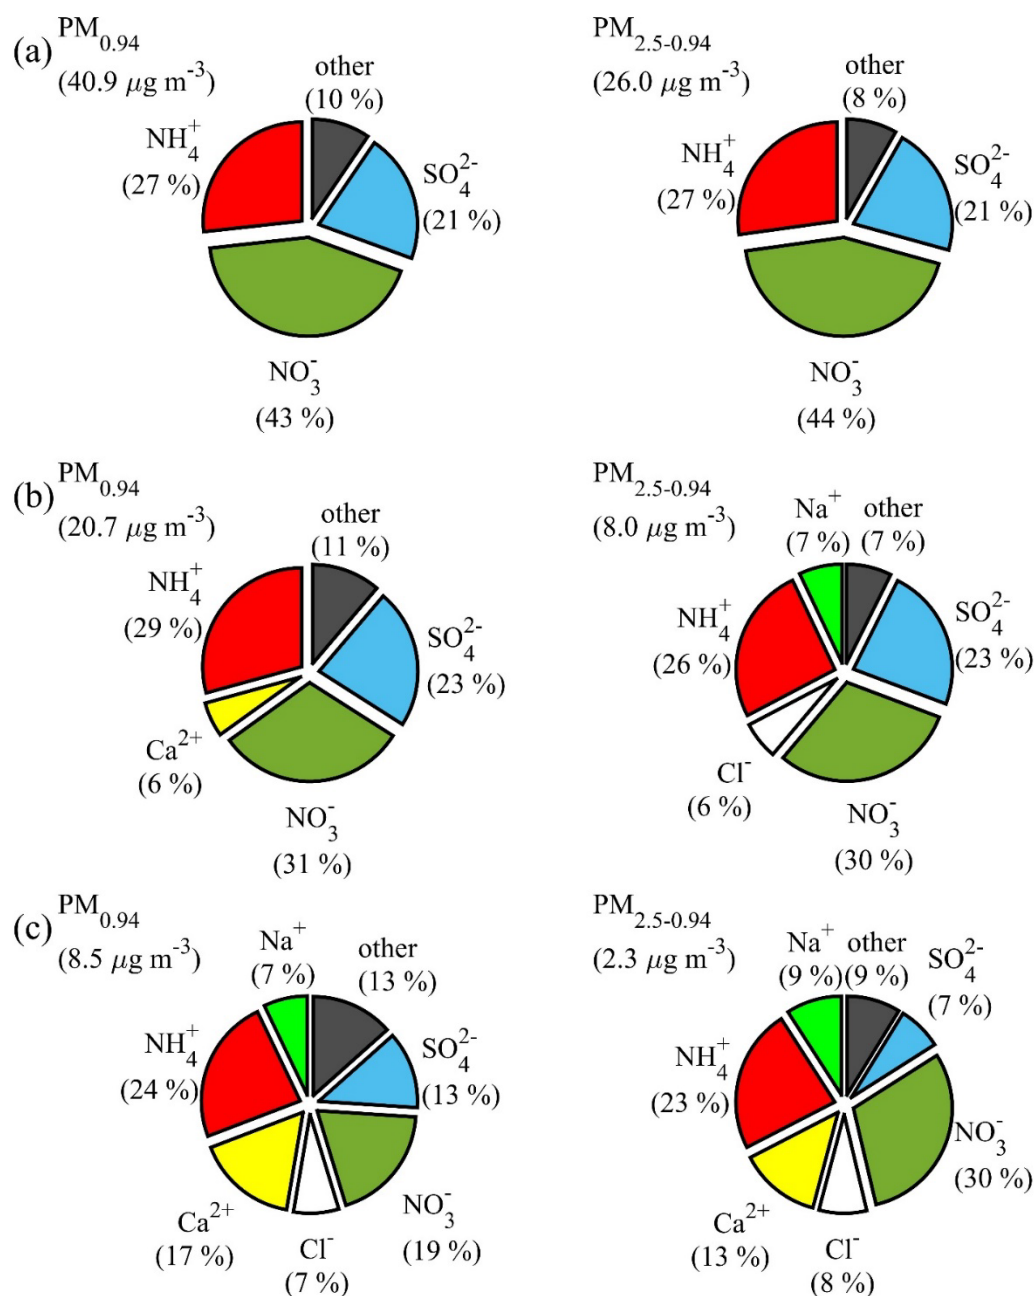 (a) PM0.94
(40.9 μg m-3)
other
(10 %)
NH4+
(27 %)
SO42-
(21 %)
NO3-
(43 %)
PM2.5-0.94
(26.0 μg m-3)
other
(8 %)
NH4+
(27 %)
SO42-
(21 %)
NO3-
(44 %)
(b) PM0.94
(20.7 μg m-3)
other
(11 %)
NH4+
(29 %)
SO42-
(23 %)
Ca2+
(6 %)
NO3-
(31 %)
PM2.5-0.94
(8.0 μg m-3)
Na+
(7 %)
other
(7 %)
NH4+
(26 %)
SO42-
(23 %)
Cl-
(6 %)
NO3-
(30 %)
(c) PM0.94
(8.5 μg m-3)
Na+
(7 %)
other
(13 %)
NH4+
(24 %)
SO42-
(13 %)
Ca2+
(17 %)
Cl-
(7 %)
NO3-
(19 %)
PM2.5-0.94
(2.3 μg m-3)
Na+
(9 %)
other
(9 %)
SO42-
(7 %)
NH4+
(23 %)
NO3-
(30 %)
Ca2+
(13 %)
Cl-
(8 %)